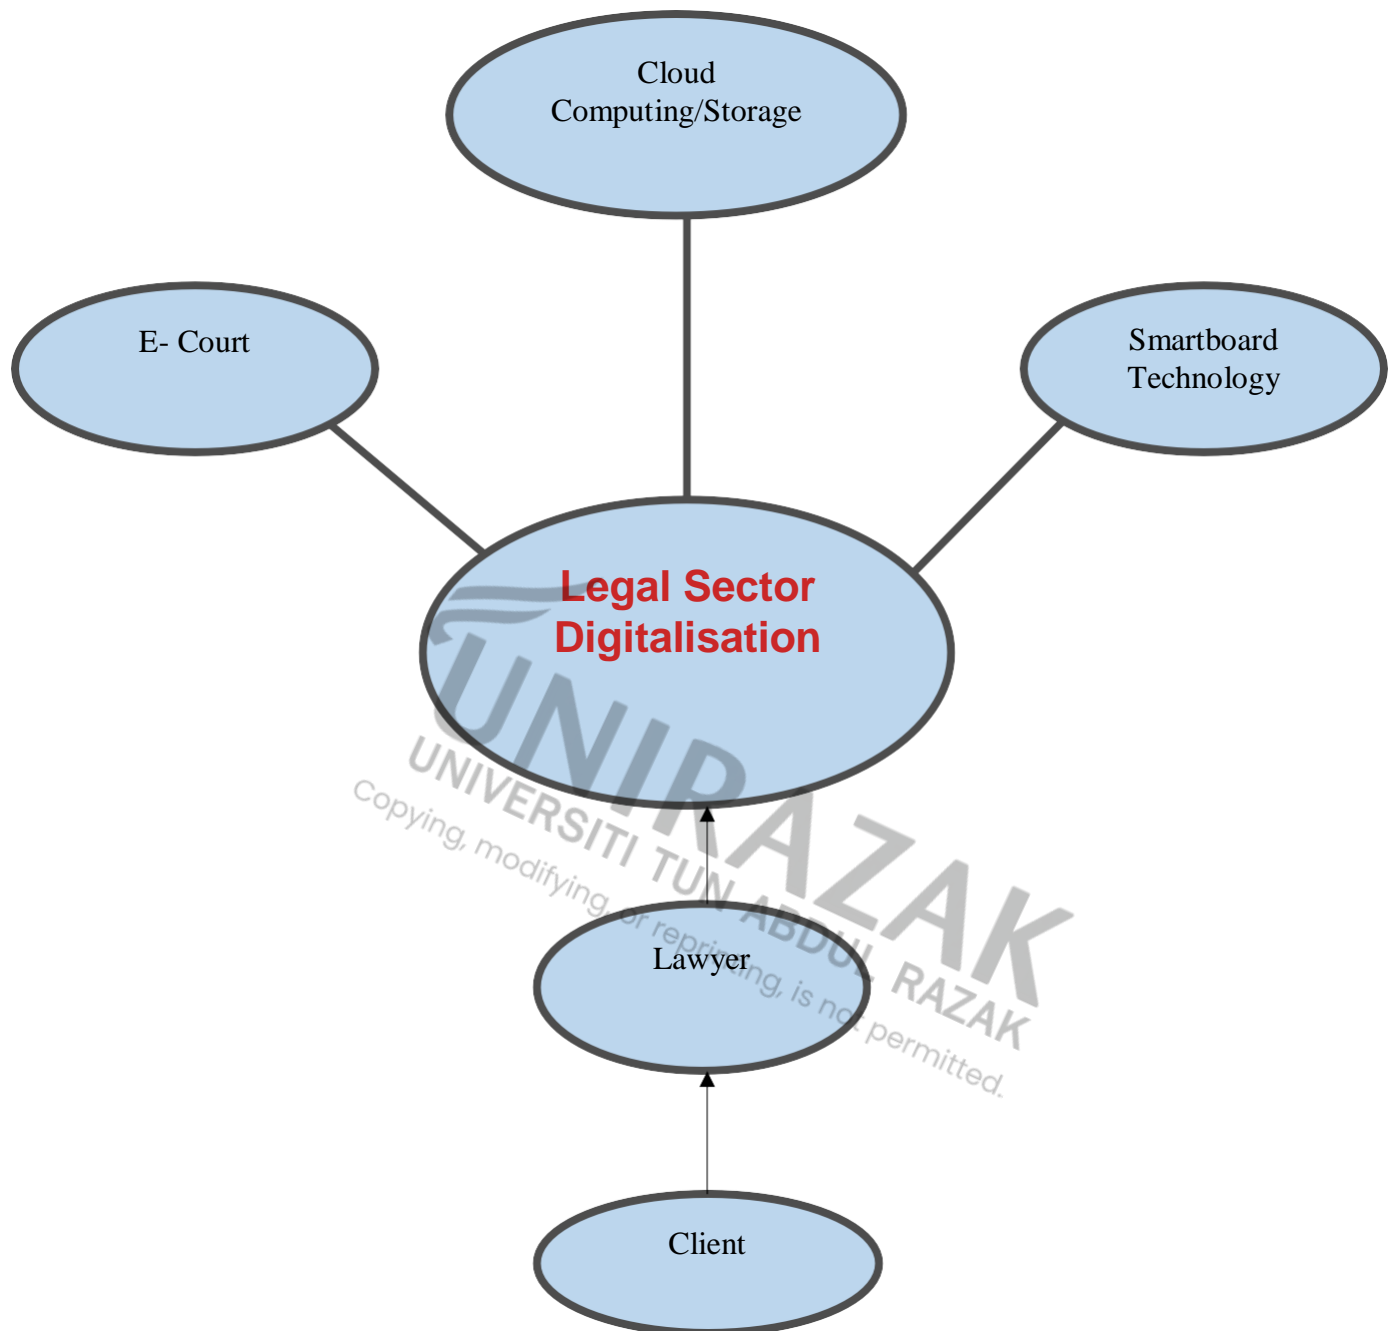 Cloud
Computing/Storage
E- Court
Smartboard
Technology
Legal Sector
Digitalisation
UNIRAZAK
UNIVERSITI TUN ABDUL RAZAK
Copying, modifying, or reprinting, is not permitted.
Lawyer
Client